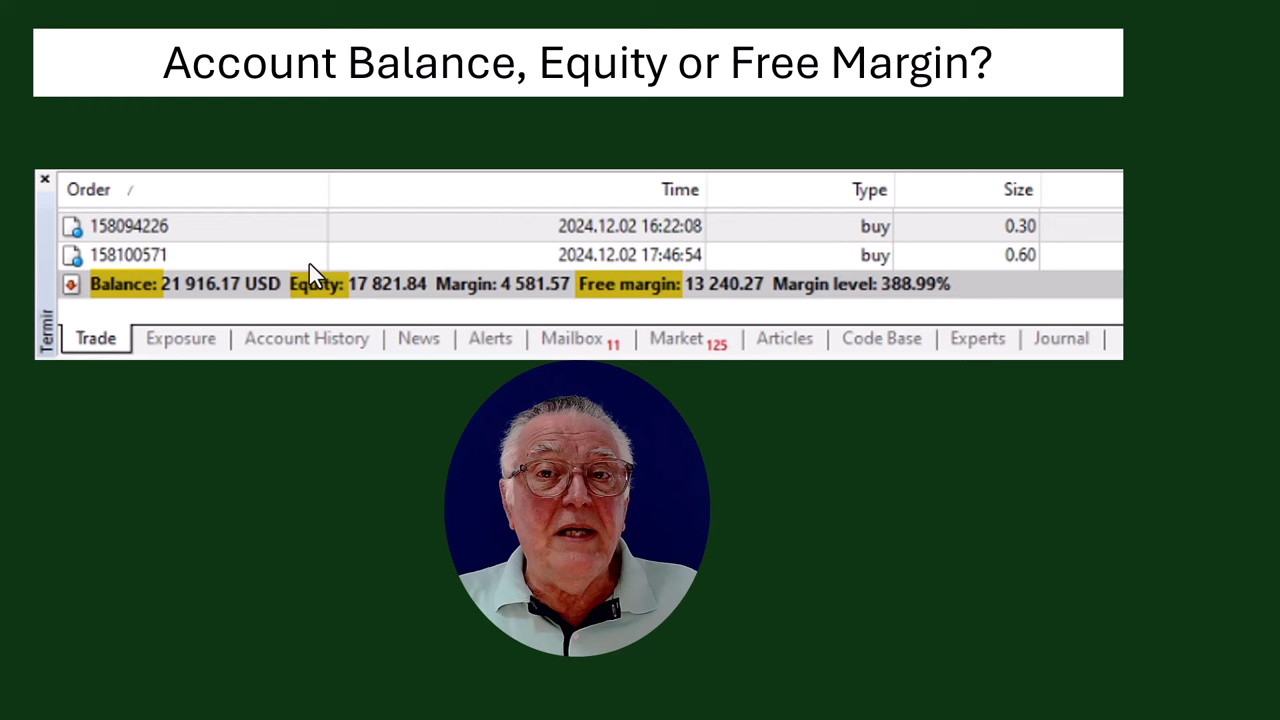 Account Balance, Equity or Free Margin?
Order / Time Type Size
158094226 2024.12.02 16:22:08 buy 0.30
158100571 2024.12.02 17:46:54 buy 0.60
Balance: 21 916.17 USD Equity: 17 821.84 Margin: 4 581.57 Free margin: 13 240.27 Margin level: 388.99%
Trade | Exposure | Account History | News | Alerts | Mailbox 11 | Market 125 | Articles | Code Base | Experts | Journal |